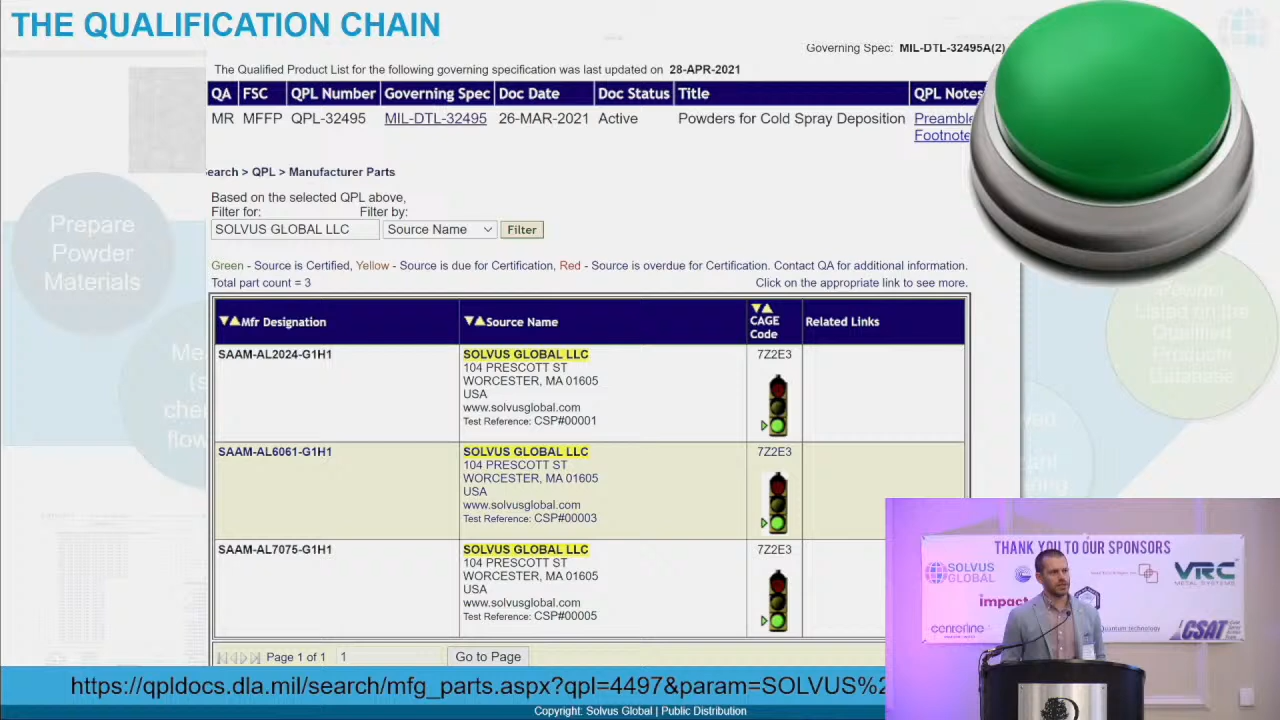 THE QUALIFICATION CHAIN
Governing Spec: MIL-DTL-32495A(2)
The Qualified Product List for the following governing specification was last updated on 28-APR-2021
QA FSC QPL Number Governing Spec Doc Date Doc Status Title QPL Notes
MR MFFP QPL-32495 MIL-DTL-32495 26-MAR-2021 Active Powders for Cold Spray Deposition Preamble
Footnote
earch > QPL > Manufacturer Parts
Based on the selected QPL above,
Filter for: Filter by:
SOLVUS GLOBAL LLC Source Name Filter
Green - Source is Certified, Yellow - Source is due for Certification, Red - Source is overdue for Certification. Contact QA for additional information.
Total part count = 3 Click on the appropriate link to see more.
Mfr Designation Source Name CAGE Code Related Links
SAAM-AL2024-G1H1 SOLVUS GLOBAL LLC 7Z2E3
104 PRESCOTT ST
WORCESTER, MA 01605
USA
www.solvusglobal.com
Test Reference: CSP#00001
SAAM-AL6061-G1H1 SOLVUS GLOBAL LLC 7Z2E3
104 PRESCOTT ST
WORCESTER, MA 01605
USA
www.solvusglobal.com
Test Reference: CSP#00003
SAAM-AL7075-G1H1 SOLVUS GLOBAL LLC 7Z2E3
104 PRESCOTT ST
WORCESTER, MA 01605
USA
www.solvusglobal.com
Test Reference: CSP#00005
Page 1 of 1 1 Go to Page
Prepare
Powder
Materials
Powder
Listed on the
Qualified
Products
Database
https://qpldocs.dla.mil/search/mfg_parts.aspx?qpl=4497&param=SOLVUS%2
Copyright: Solvus Global | Public Distribution
THANK YOU TO OUR SPONSORS
SOLVUS
GLOBAL
VRC
METAL SYSTEMS
impact
centerline
CSAT